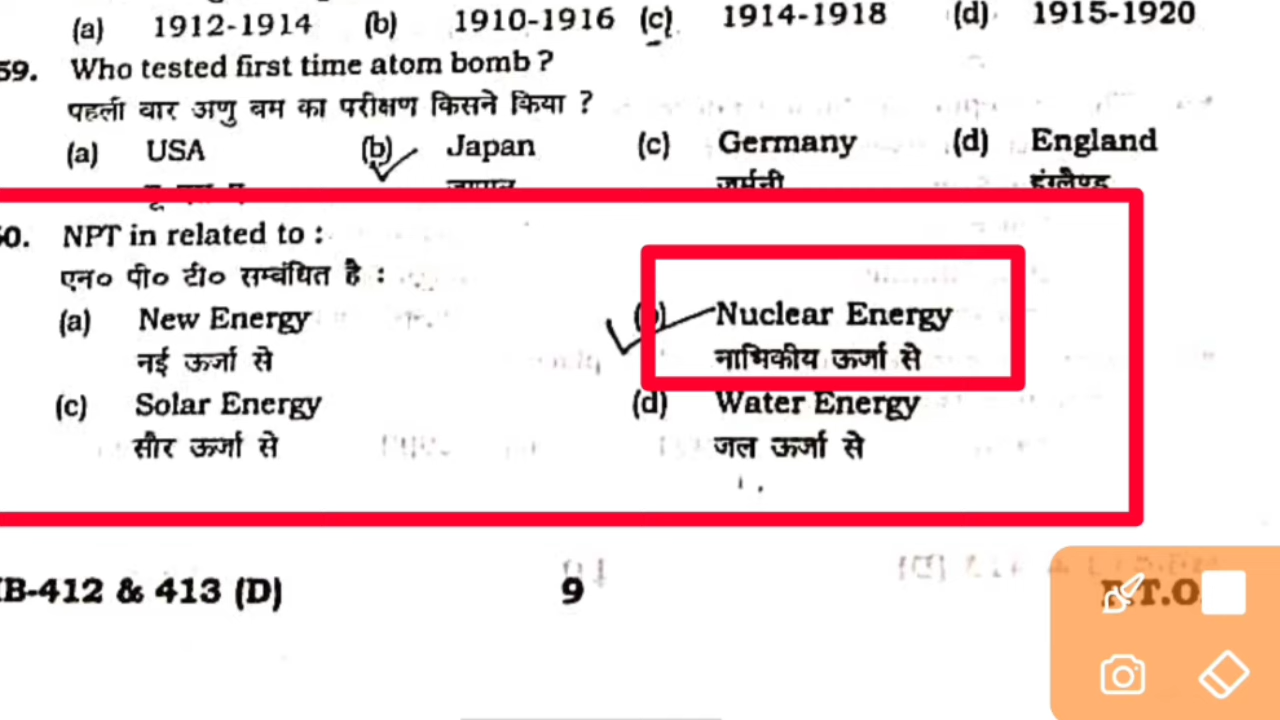 (a) 1912-1914 (b) 1910-1916 (c) 1914-1918 (d) 1915-1920
59. Who tested first time atom bomb ?
पहली बार अणु बम का परीक्षण किसने किया ?
(a) USA (b) Japan (c) Germany (d) England
जापान जर्मनी इंग्लैण्ड
60. NPT in related to :
एन० पी० टी० सम्बंधित है :
(a) New Energy (b) Nuclear Energy
नई ऊर्जा से नाभिकीय ऊर्जा से
(c) Solar Energy (d) Water Energy
सौर ऊर्जा से जल ऊर्जा से
B-412 & 413 (D) 9 P.T.O.